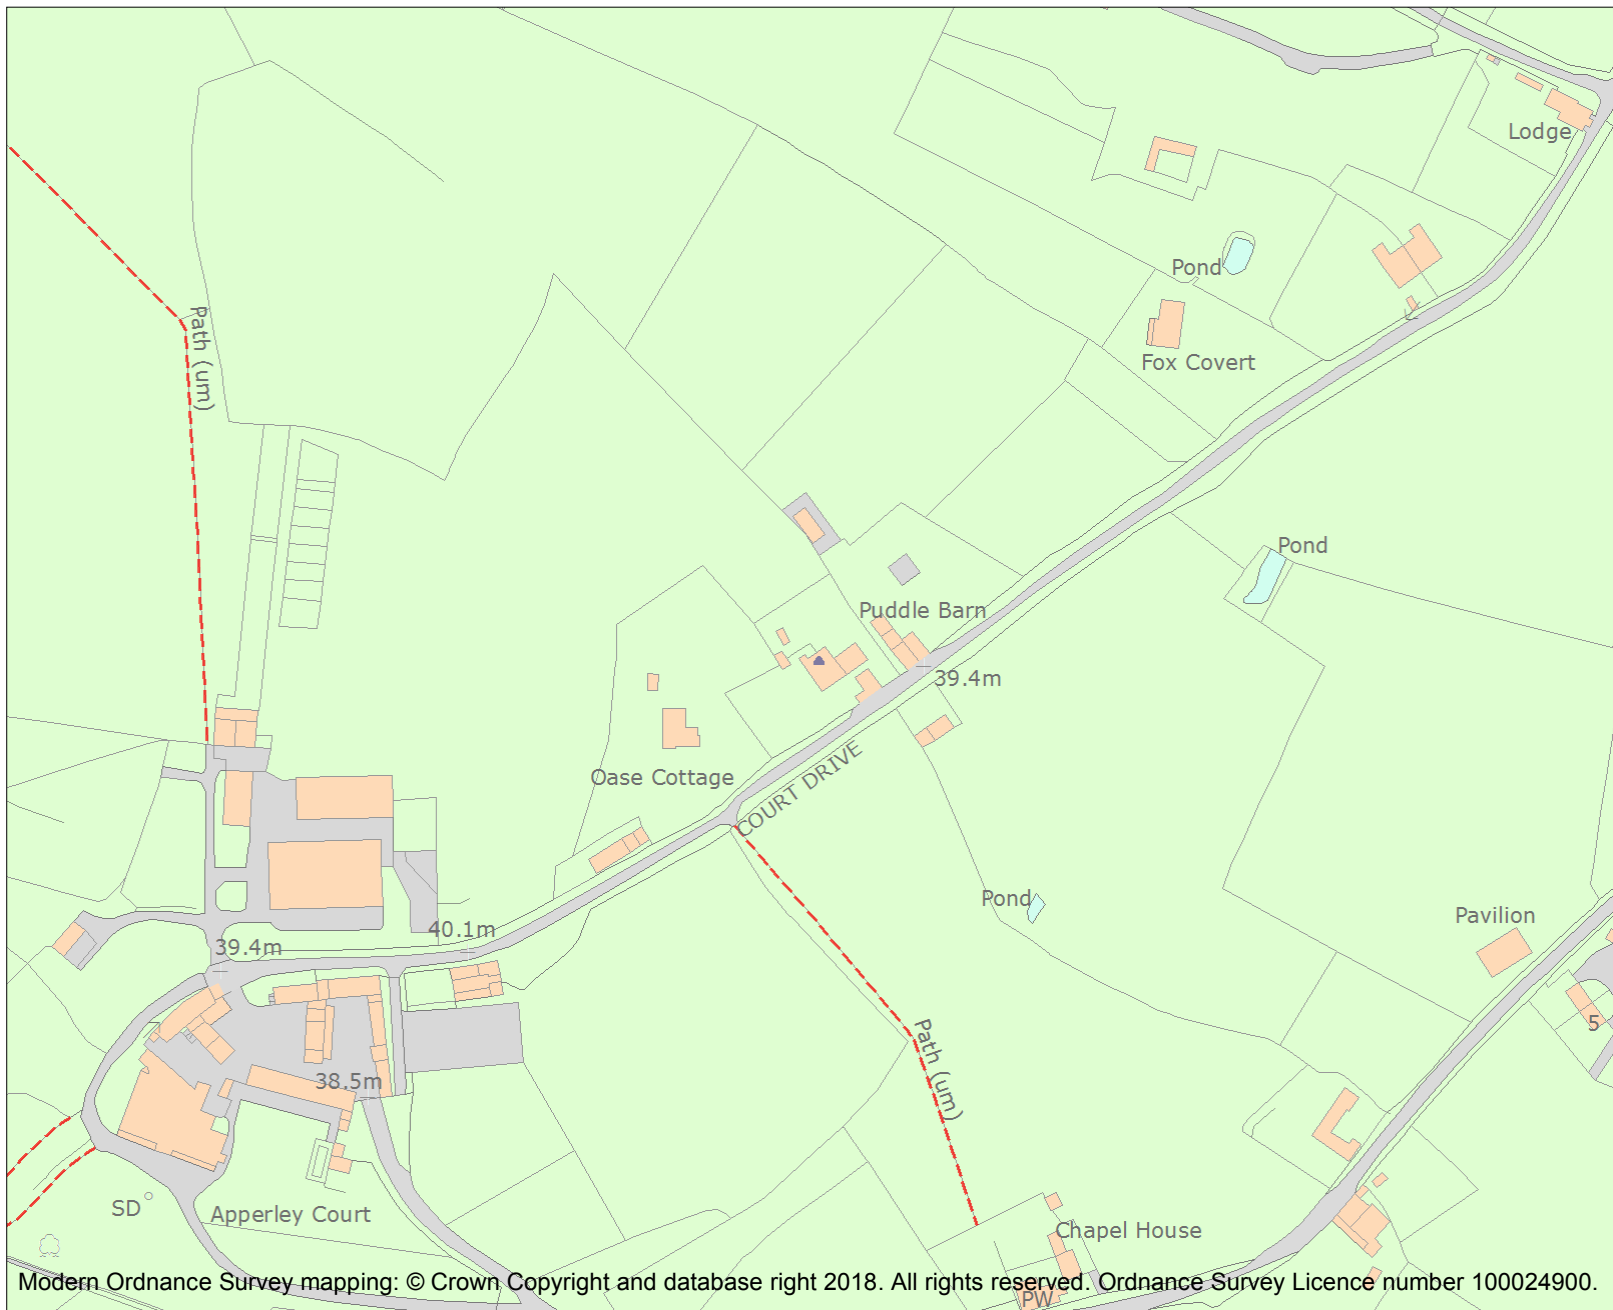 Lodge
Pond
Path (um)
Fox Covert
Pond
Puddle Barn
39.4m
COURT DRIVE
Oase Cottage
Pond
Pavilion
40.1m
39.4m
5
Path (um)
38.5m
SD
Apperley Court
Chapel House
Modern Ordnance Survey mapping: © Crown Copyright and database right 2018. All rights reserved. Ordnance Survey Licence number 100024900.
PW